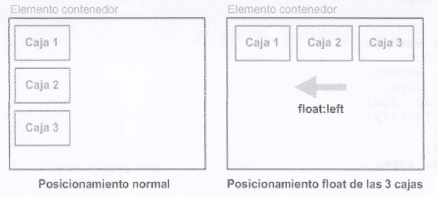 Elemento contenedor
Caja 1
Caja 2
Caja 3
Posicionamiento normal
Elemento contenedor
Caja 1
Caja 2
Caja 3
float:left
Posicionamiento float de las 3 cajas